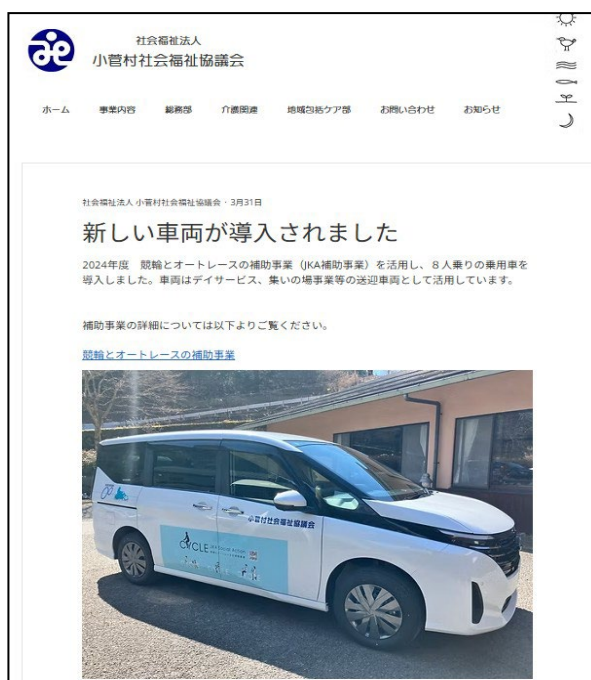 社会福祉法人
小菅村社会福祉協議会
ホーム 事業内容 総務部 介護関連 地域包括ケア部 お問い合わせ お知らせ
社会福祉法人 小菅村社会福祉協議会・3月31日
新しい車両が導入されました
2024年度　競輪とオートレースの補助事業（JKA補助事業）を活用し、８人乗りの乗用車を
導入しました。車両はデイサービス、集いの場事業等の送迎車両として活用しています。
補助事業の詳細については以下よりご覧ください。
競輪とオートレースの補助事業
小菅村社会福祉協議会
CYCLE